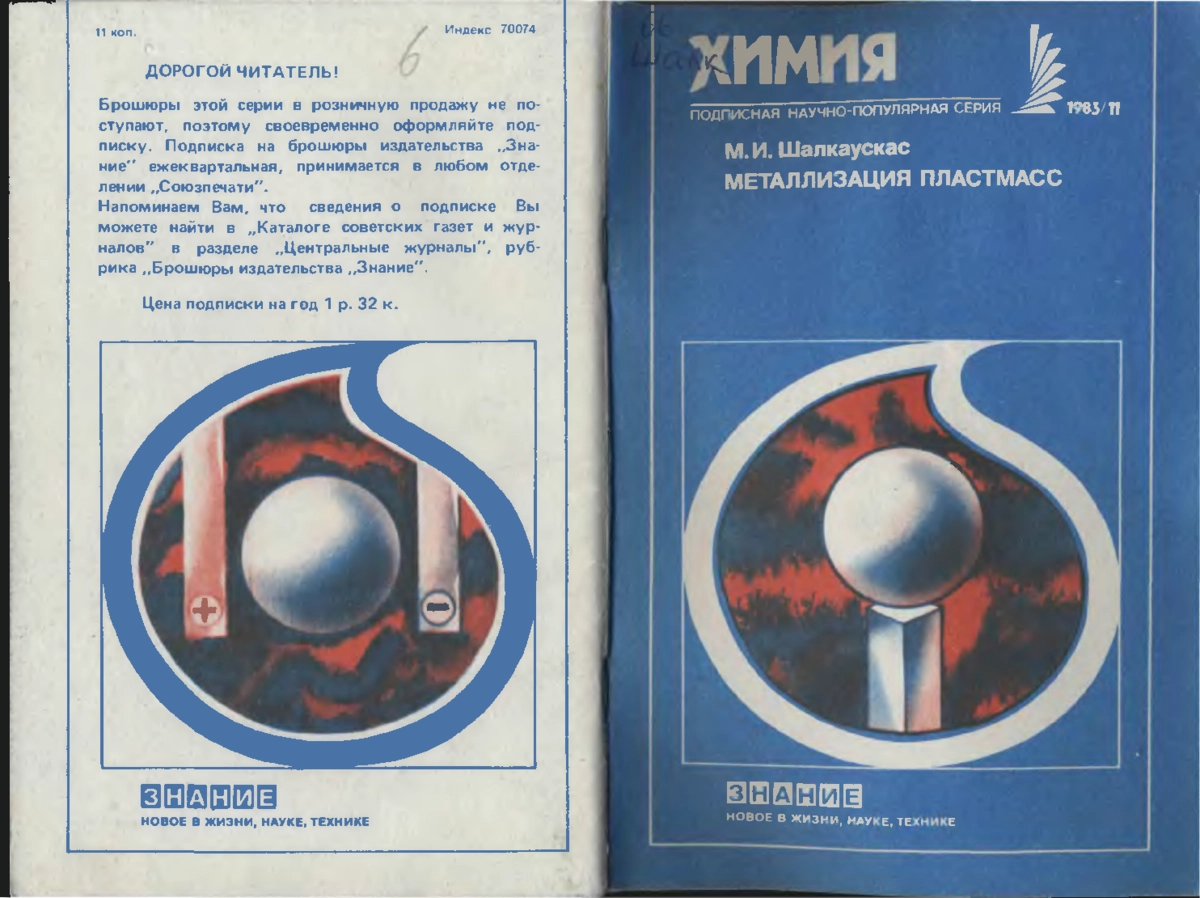 11 коп.
Индекс 70074
6
ДОРОГОЙ ЧИТАТЕЛЬ!
Брошюры этой серии в розничную продажу не по-
ступают, поэтому своевременно оформляйте под-
писку. Подписка на брошюры издательства „Зна-
ние" ежеквартальная, принимается в любом отде-
лении „Союзпечати".
Напоминаем Вам, что сведения о подписке Вы
можете найти в „Каталоге советских газет и жур-
налов" в разделе „Центральные журналы", руб-
рика „Брошюры издательства „Знание".
Цена подписки на год 1 р. 32 к.
+
−
ЗНАНИЕ
НОВОЕ В ЖИЗНИ, НАУКЕ, ТЕХНИКЕ
ХИМИЯ
ПОДПИСНАЯ НАУЧНО-ПОПУЛЯРНАЯ СЕРИЯ
1983/11
М.И. Шалкаускас
МЕТАЛЛИЗАЦИЯ ПЛАСТМАСС
ЗНАНИЕ
НОВОЕ В ЖИЗНИ, НАУКЕ, ТЕХНИКЕ